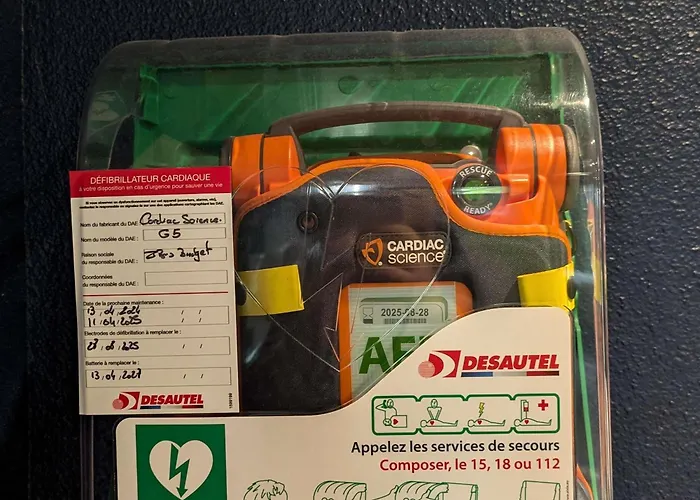 DÉFIBRILLATEUR CARDIAQUE
à votre disposition en cas d'urgence pour sauver une vie
Nom du fabricant du DAE : Cardiac Science
Nom du modèle du DAE : G5
Raison sociale
du responsable du DAE : Budget
Coordonnées
du responsable du DAE :
Date de la prochaine maintenance :
13, 04, 2024 / /
11, 04, 2025 / /
Electrodes de défibrillation à remplacer le :
28, 08, 2025 / /
Batterie à remplacer le :
13, 04, 2027 / /
DESAUTEL
RESCUE
READY
CARDIAC
SCIENCE
2025-08-28
AE
DESAUTEL
Appelez les services de secours
Composer, le 15, 18 ou 112